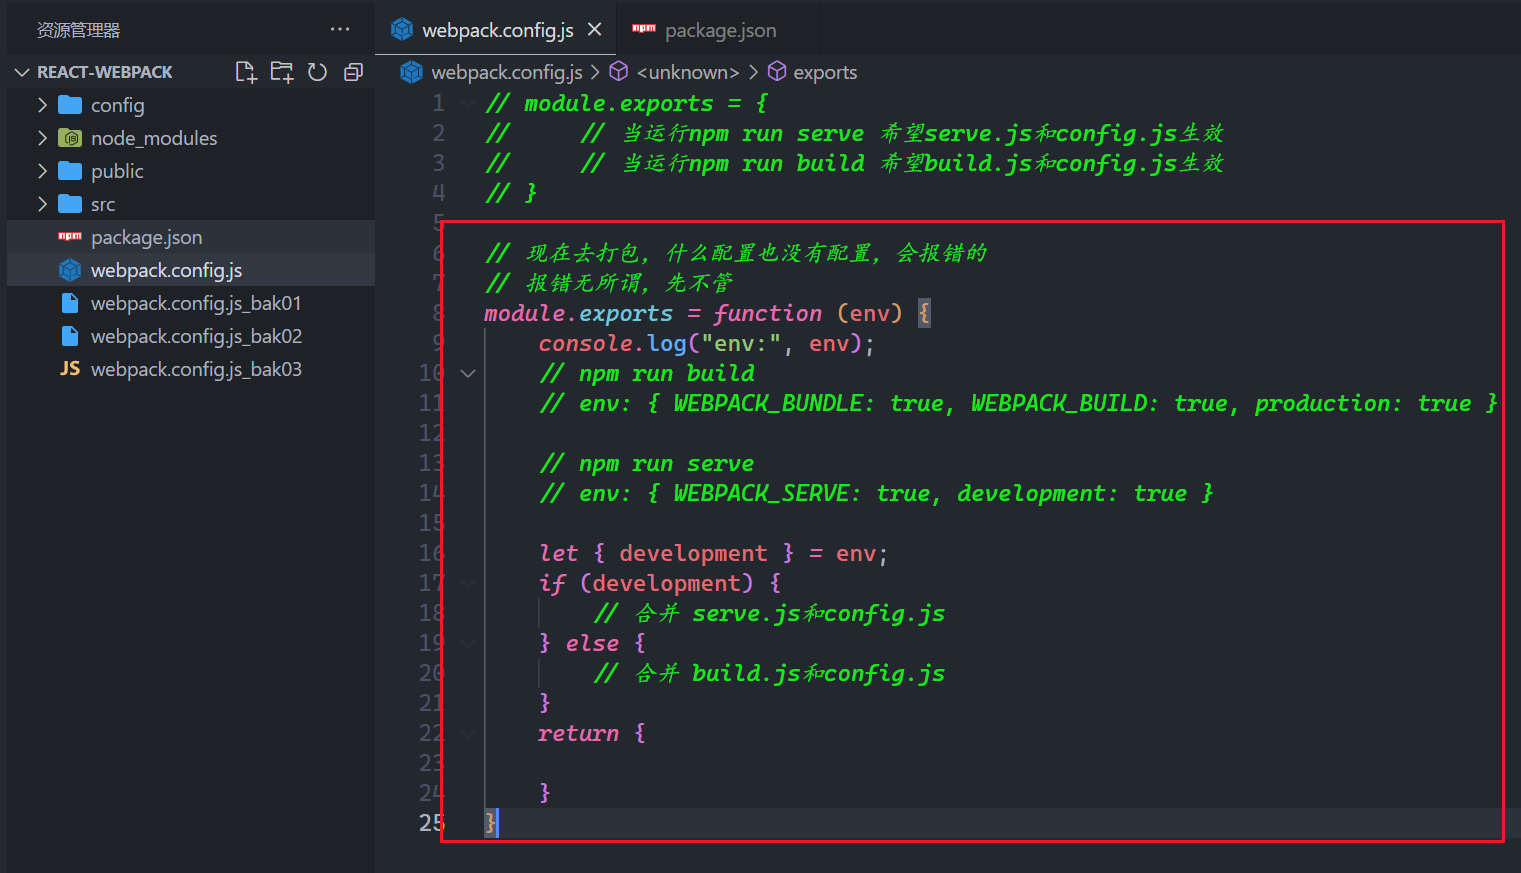 资源管理器
webpack.config.js
package.json
REACT-WEBPACK
webpack.config.js > <unknown> > exports
config
node_modules
public
src
package.json
webpack.config.js
webpack.config.js_bak01
webpack.config.js_bak02
JS webpack.config.js_bak03
1 // module.exports = {
2 //     // 当运行npm run serve 希望serve.js和config.js生效
3 //     // 当运行npm run build 希望build.js和config.js生效
4 // }
5
6 // 现在去打包，什么配置也没有配置，会报错的
7 // 报错无所谓，先不管
8 module.exports = function (env) {
9     console.log("env:", env);
10     // npm run build
11     // env: { WEBPACK_BUNDLE: true, WEBPACK_BUILD: true, production: true }
12
13     // npm run serve
14     // env: { WEBPACK_SERVE: true, development: true }
15
16     let { development } = env;
17     if (development) {
18         // 合并 serve.js和config.js
19     } else {
20         // 合并 build.js和config.js
21     }
22     return {
23
24     }
25 }